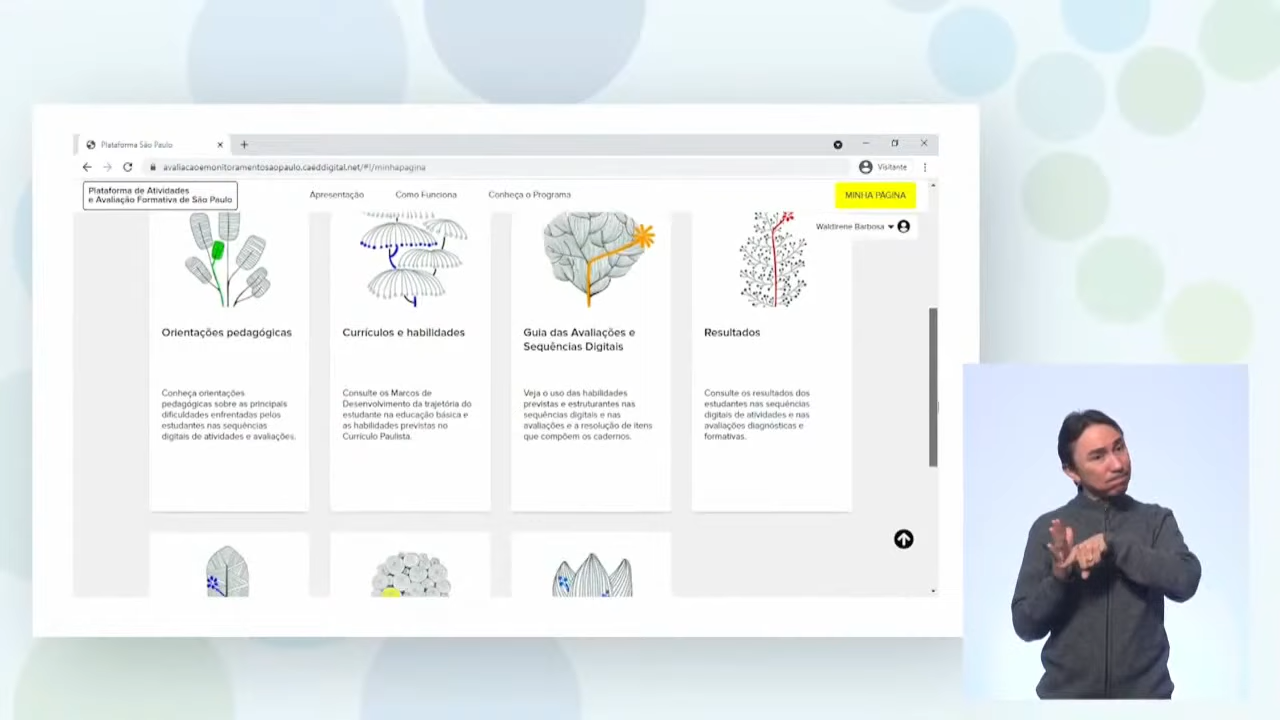 Plataforma São Paulo
avaliacaoemonitoramentosaopaulo.caeddigital.net/#!/minhapagina
Visitante
Plataforma de Atividades
e Avaliação Formativa de São Paulo
Apresentação
Como Funciona
Conheça o Programa
MINHA PÁGINA
Waldirene Barbosa
Orientações pedagógicas
Conheça orientações
pedagógicas sobre as principais
dificuldades enfrentadas pelos
estudantes nas sequências
digitais de atividades e avaliações.
Currículos e habilidades
Consulte os Marcos de
Desenvolvimento da trajetória do
estudante na educação básica e
as habilidades previstas no
Currículo Paulista.
Guia das Avaliações e
Sequências Digitais
Veja o uso das habilidades
previstas e estruturantes nas
sequências digitais e nas
avaliações e a resolução de itens
que compõem os cadernos.
Resultados
Consulte os resultados dos
estudantes nas sequências
digitais de atividades e nas
avaliações diagnósticas e
formativas.